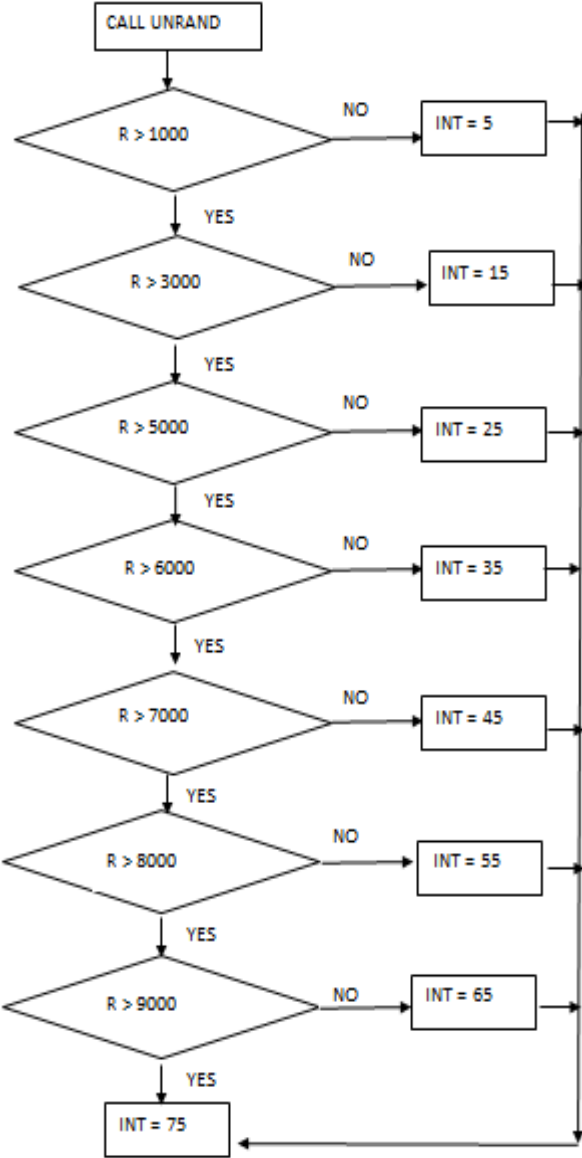 CALL UNRAND
R > 1000
NO
INT = 5
YES
R > 3000
NO
INT = 15
YES
R > 5000
NO
INT = 25
YES
R > 6000
NO
INT = 35
YES
R > 7000
NO
INT = 45
YES
R > 8000
NO
INT = 55
YES
R > 9000
NO
INT = 65
YES
INT = 75